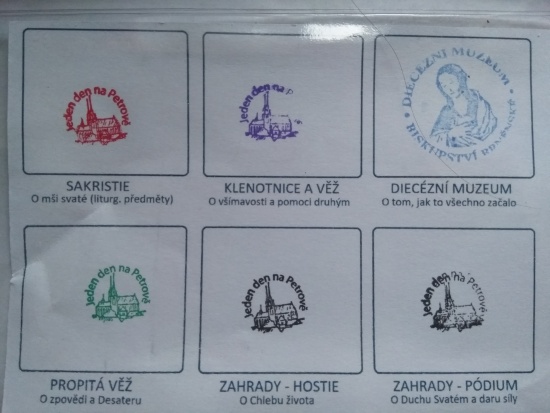 Jeden den na Petrově
Jeden den na P
DIECÉZNÍ MUZEUM
BISKUPSTVÍ BRNĚNSKÉ
SAKRISTIE
O mši svaté (liturg. předměty)
KLENOTNICE A VĚŽ
O všímavosti a pomoci druhým
DIECÉZNÍ MUZEUM
O tom, jak to všechno začalo
Jeden den na Petrově
Jeden den na Petrově
Jeden den na Petrově
PROPITÁ VĚŽ
O zpovědi a Desateru
ZAHRADY - HOSTIE
O Chlebu života
ZAHRADY - PÓDIUM
O Duchu Svatém a daru síly